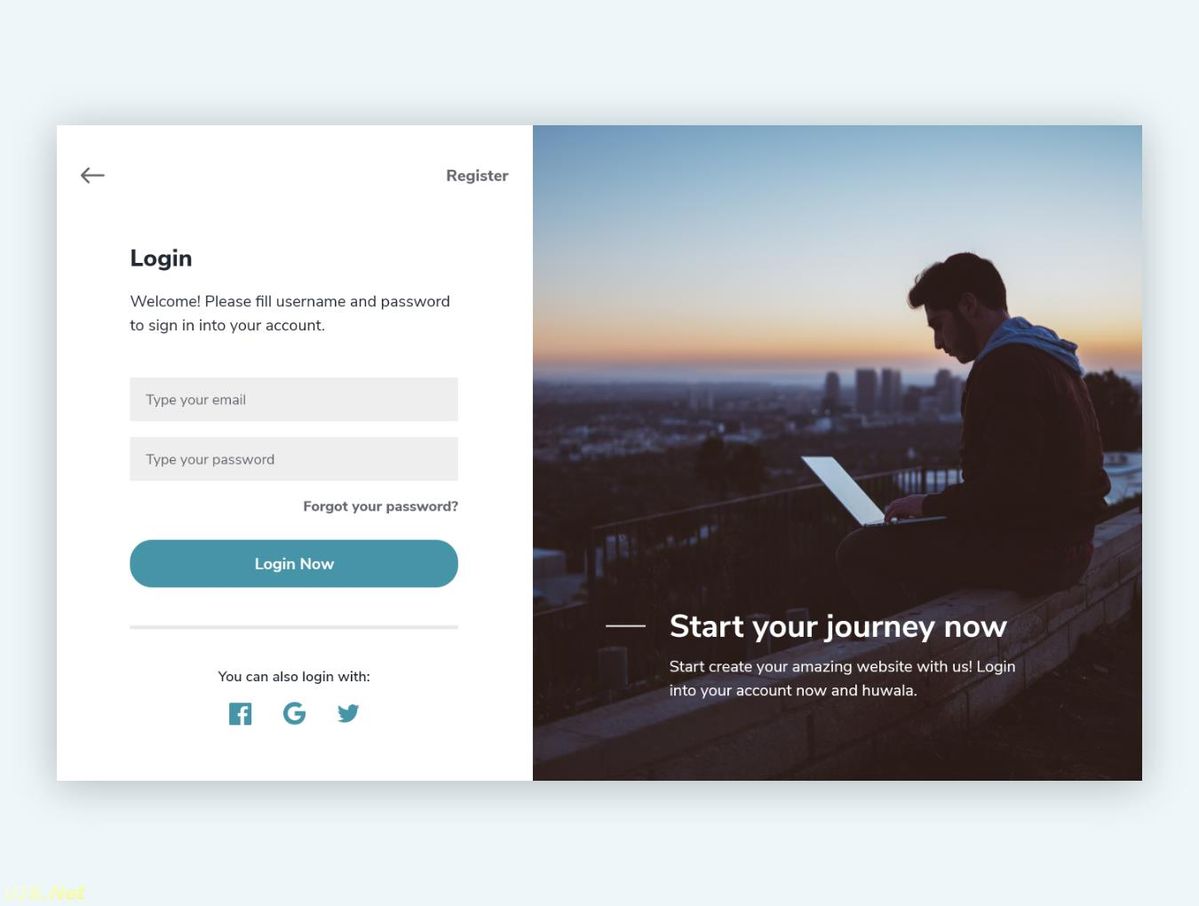 Register
Login
Welcome! Please fill username and password
to sign in into your account.
Type your email
Type your password
Forgot your password?
Login Now
You can also login with:
Start your journey now
Start create your amazing website with us! Login
into your account now and huwala.
.Net